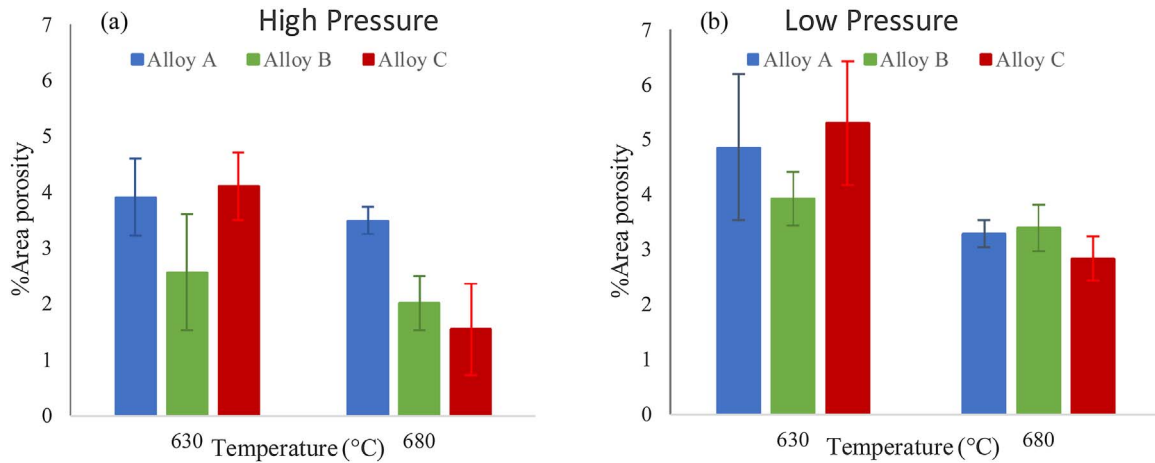 (a) High Pressure
Alloy A Alloy B Alloy C
7
6
5
4
3
2
1
0
%Area porosity
630 680
Temperature (°C)
(b) Low Pressure
Alloy A Alloy B Alloy C
7
6
5
4
3
2
1
0
%Area porosity
630 680
Temperature (°C)